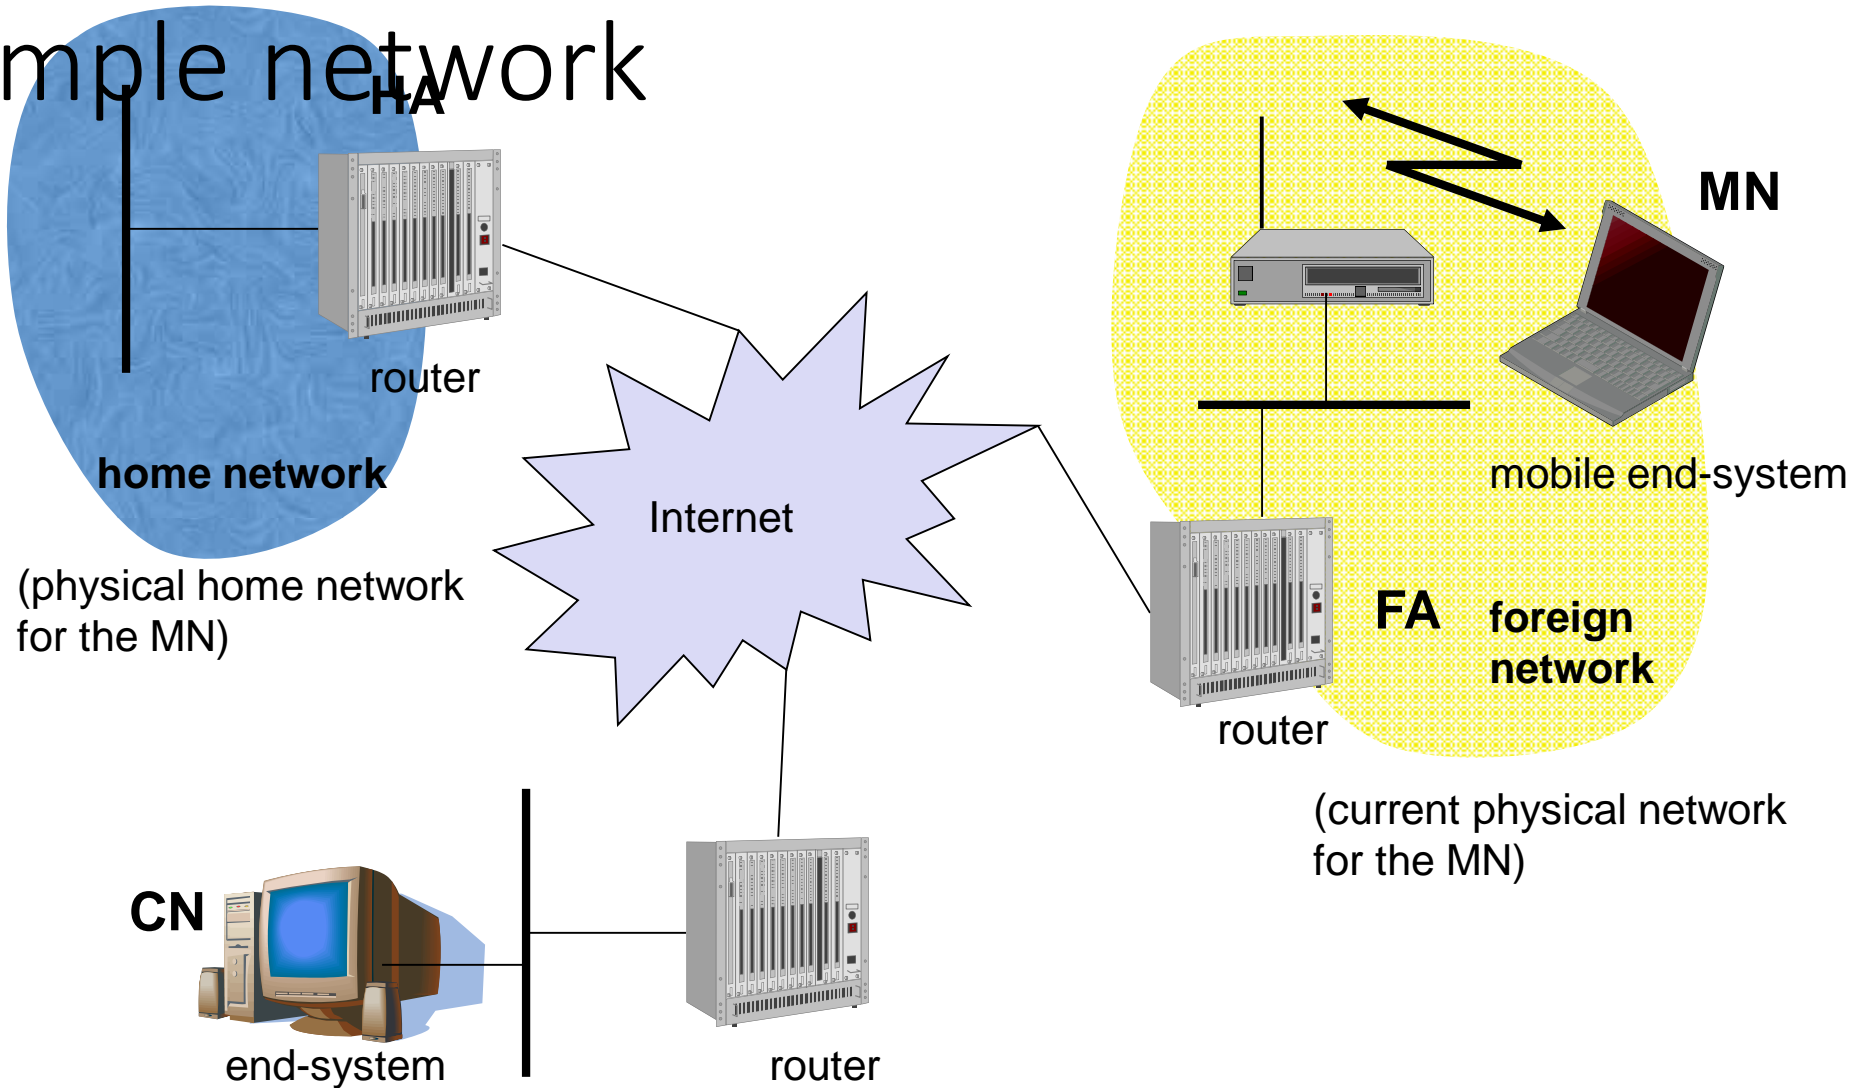 mple network
HA
MN
router
home network
mobile end-system
Internet
(physical home network
for the MN)
FA
foreign
network
router
(current physical network
for the MN)
CN
end-system
router